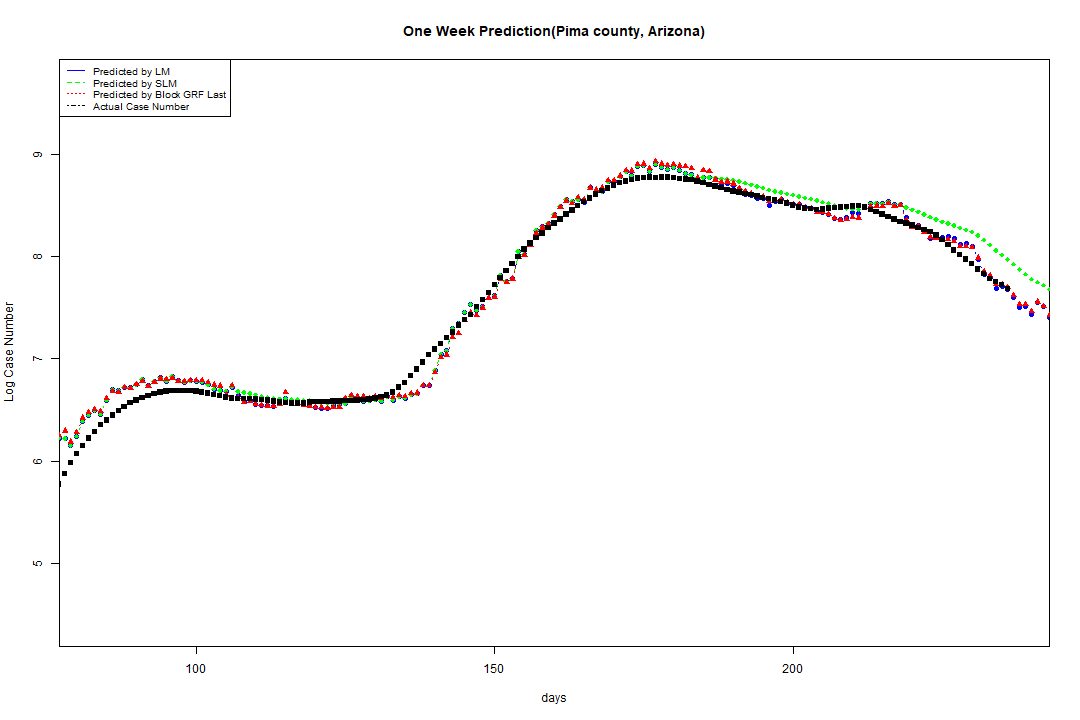 One Week Prediction(Pima county, Arizona)
Predicted by LM
Predicted by SLM
Predicted by Block GRF Last
Actual Case Number
9
8
7
6
5
Log Case Number
100 150 200
days